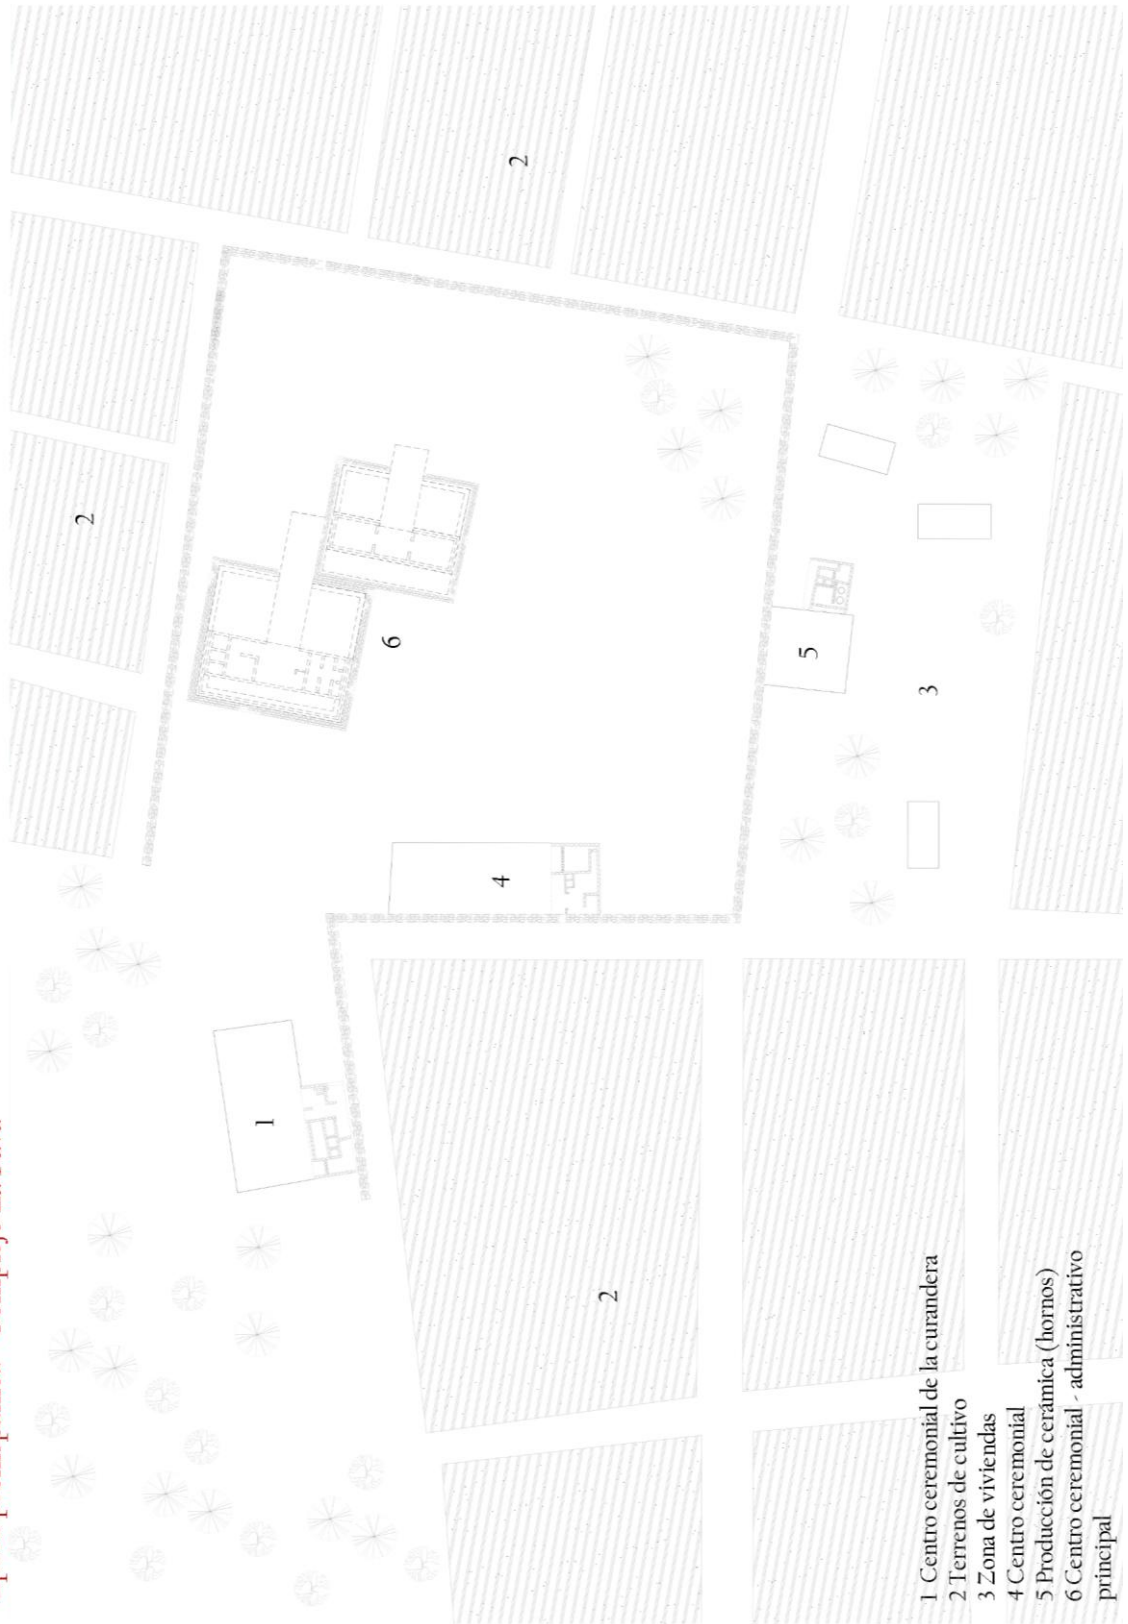 2
1
6
4
2
2
5
3
1 Centro ceremonial de la curandera
2 Terrenos de cultivo
3 Zona de viviendas
4 Centro ceremonial
5 Producción de cerámica (hornos)
6 Centro ceremonial - administrativo
principal